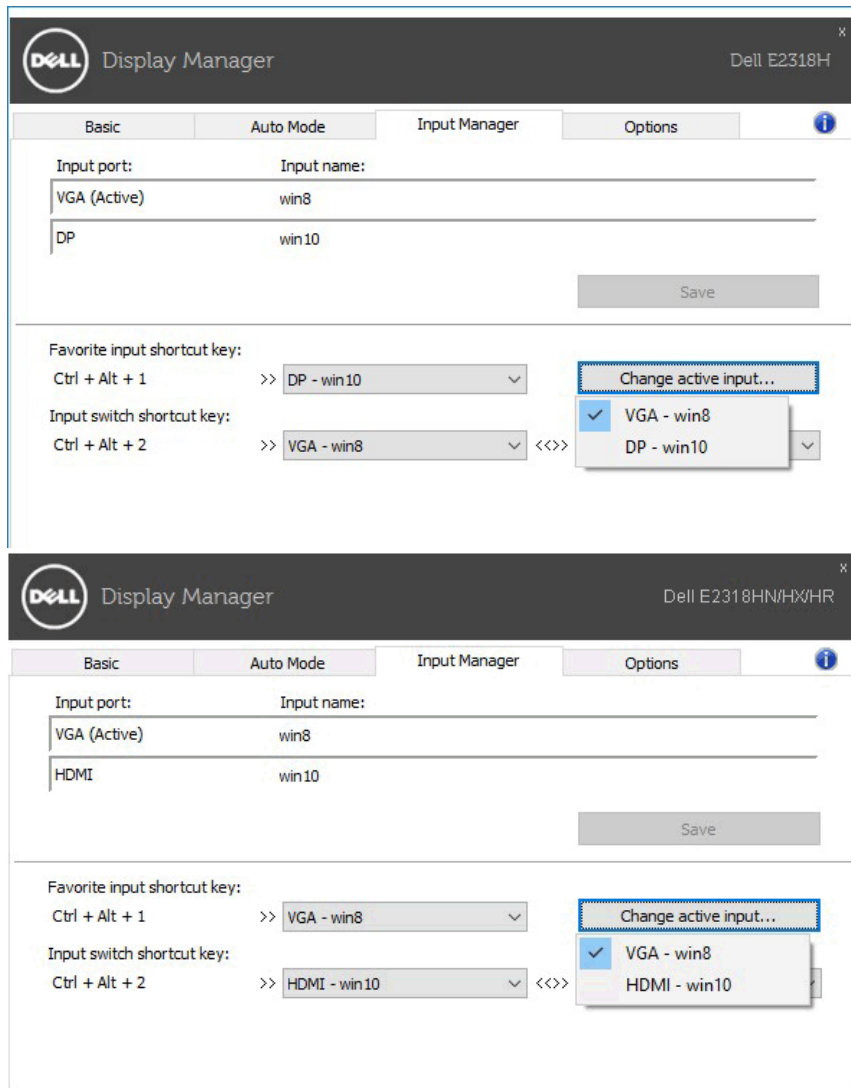 x
DELL Display Manager Dell E2318H
Basic Auto Mode Input Manager Options i
Input port: Input name:
VGA (Active) win8
DP win10
Save
Favorite input shortcut key:
Ctrl + Alt + 1 >> DP - win10 Change active input...
VGA - win8
Input switch shortcut key:
Ctrl + Alt + 2 >> VGA - win8 <<>> DP - win10
x
DELL Display Manager Dell E2318HN/HX/HR
Basic Auto Mode Input Manager Options i
Input port: Input name:
VGA (Active) win8
HDMI win10
Save
Favorite input shortcut key:
Ctrl + Alt + 1 >> VGA - win8 Change active input...
Input switch shortcut key: VGA - win8
Ctrl + Alt + 2 >> HDMI - win10 <<>> HDMI - win10